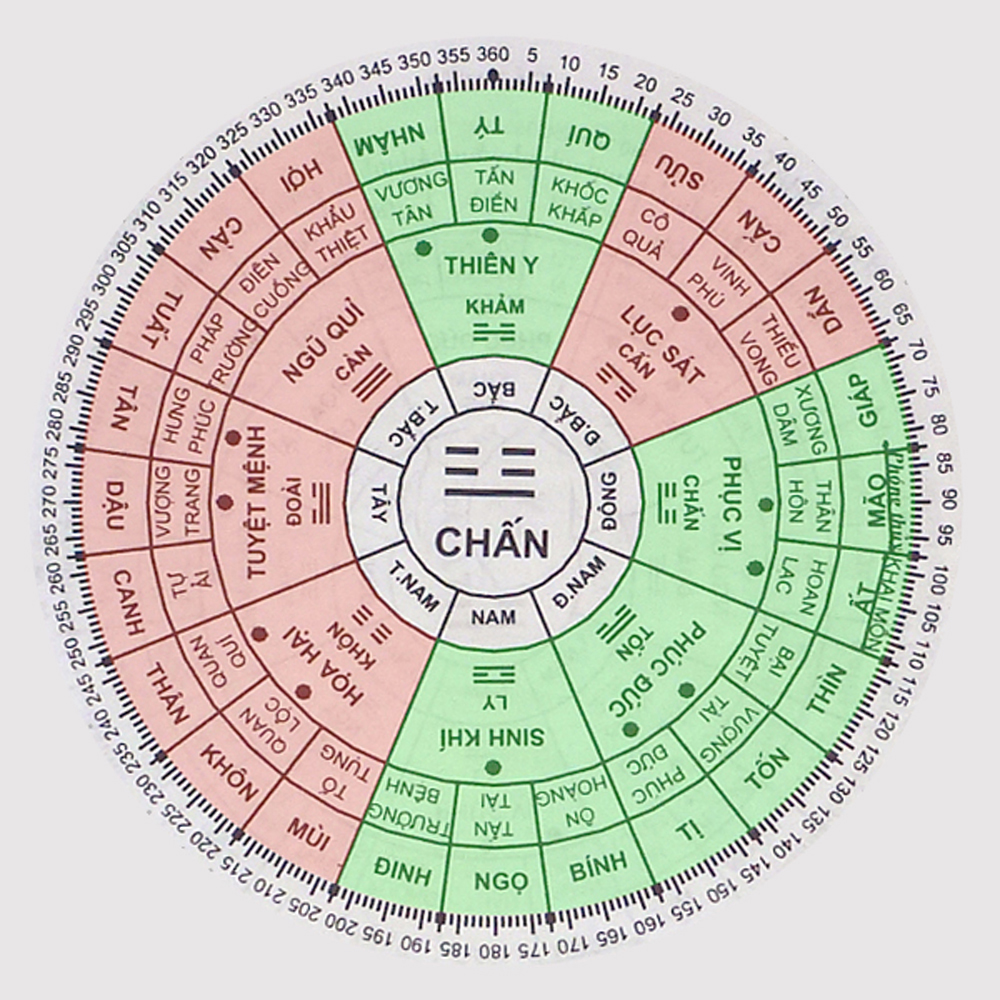 360
5
10
15
20
25
30
35
40
45
50
55
60
65
70
75
80
85
90
95
100
105
110
115
120
125
130
135
140
145
150
155
160
165
170
175
180
185
190
195
200
205
210
215
220
225
230
235
240
245
250
255
260
265
270
275
280
285
290
295
300
305
310
315
320
325
330
335
340
345
350
355
NHÂM
TÝ
QUÍ
SỬU
CẤN
DẦN
GIÁP
MÃO
ẤT
THÌN
TỐN
TỊ
BÍNH
NGỌ
ĐINH
MÙI
KHÔN
THÂN
CANH
DẬU
TÂN
TUẤT
CÀN
HỢI
VƯỢNG
TÂN
TẤN
ĐIỀN
KHỐC
KHẤP
CÔ
QUẢ
VINH
PHÚ
THIẾU
VONG
XƯƠNG
DÂM
THÂN
HÔN
HOAN
LẠC
BẠI
TUYỆT
VƯỢNG
TÀI
PHÚC
ĐỨC
ÔN
HOÀNG
TẤN
TÀI
TRƯỜNG
BỆNH
TỐ
TỤNG
QUAN
LỘC
QUAN
QUÍ
TỰ
ẢI
VƯỢNG
TRANG
HƯNG
PHÚC
PHÁP
TRƯỜNG
ĐIÊN
CUỒNG
KHẨU
THIỆT
THIÊN Y
KHẢM
LỤC SÁT
CẤN
PHỤC VỊ
CHẤN
PHÚC ĐỨC
TỐN
SINH KHÍ
LY
HỌA HẠI
KHÔN
TUYỆT MỆNH
ĐOÀI
NGŨ QUỈ
CÀN
BẮC
Đ.BẮC
ĐÔNG
Đ.NAM
NAM
T.NAM
TÂY
T.BẮC
CHẤN
KHAI MÔN